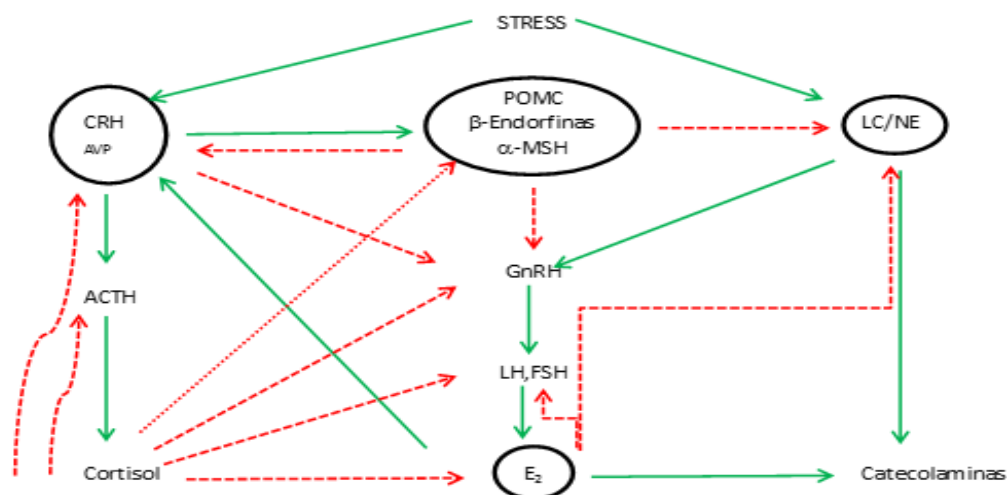 STRESS
CRH
AVP
POMC
β-Endorfinas
α-MSH
LC/NE
GnRH
ACTH
LH,FSH
Cortisol
E₂
Catecolaminas